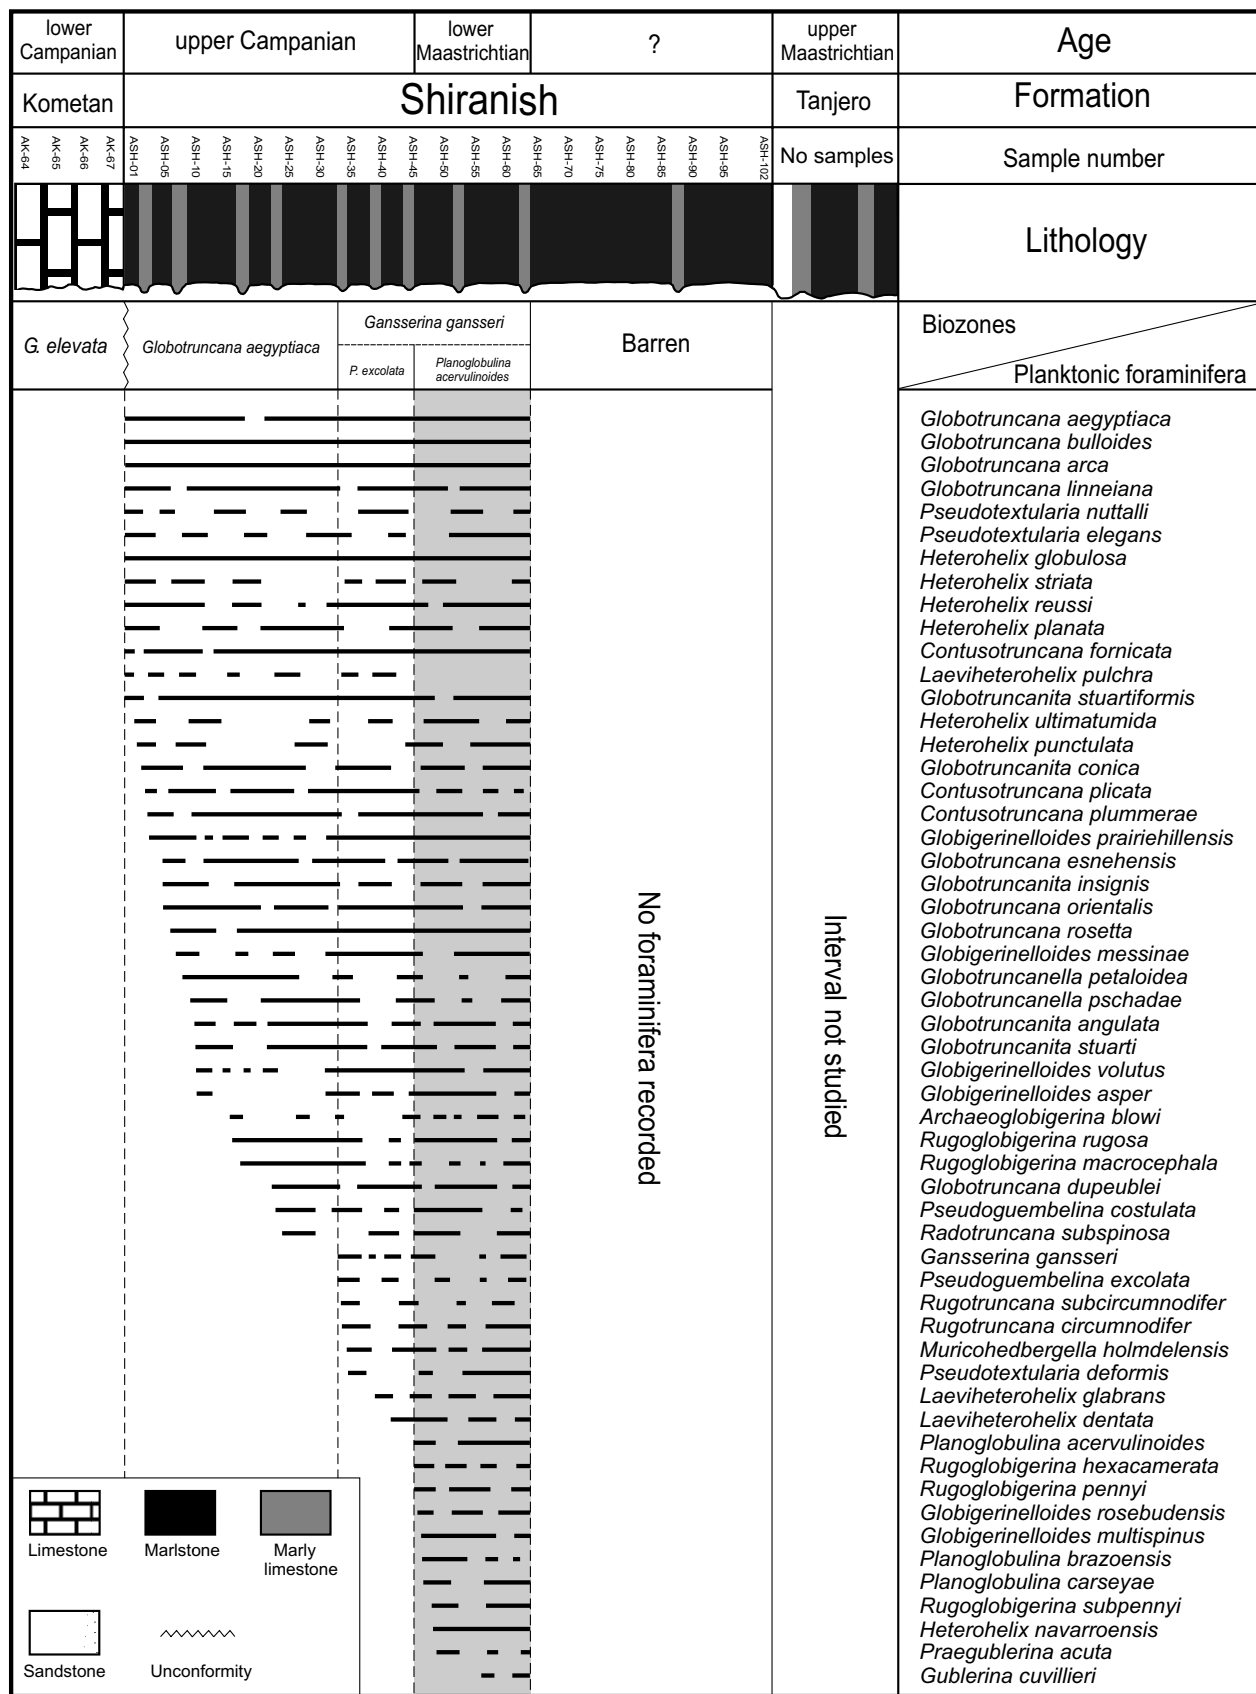 lower
Campanian
upper Campanian
lower
Maastrichtian
?
upper
Maastrichtian
Age
Kometan
Shiranish
Tanjero
Formation
AK-64
AK-65
AK-66
AK-67
ASH-01
ASH-05
ASH-10
ASH-15
ASH-20
ASH-25
ASH-30
ASH-35
ASH-40
ASH-45
ASH-50
ASH-55
ASH-60
ASH-65
ASH-70
ASH-75
ASH-80
ASH-85
ASH-90
ASH-95
ASH-102
No samples
Sample number
Lithology
G. elevata
Globotruncana aegyptiaca
Gansserina gansseri
P. excolata
Planoglobulina
acervulinoides
Barren
Biozones
Planktonic foraminifera
Globotruncana aegyptiaca
Globotruncana bulloides
Globotruncana arca
Globotruncana linneiana
Pseudotextularia nuttalli
Pseudotextularia elegans
Heterohelix globulosa
Heterohelix striata
Heterohelix reussi
Heterohelix planata
Contusotruncana fornicata
Laeviheterohelix pulchra
Globotruncanita stuartiformis
Heterohelix ultimatumida
Heterohelix punctulata
Globotruncanita conica
Contusotruncana plicata
Contusotruncana plummerae
Globigerinelloides prairiehillensis
Globotruncana esnehensis
Globotruncanita insignis
Globotruncana orientalis
Globotruncana rosetta
Globigerinelloides messinae
Globotruncanella petaloidea
Globotruncanella pschadae
Globotruncanita angulata
Globotruncanita stuarti
Globigerinelloides volutus
Globigerinelloides asper
Archaeoglobigerina blowi
Rugoglobigerina rugosa
Rugoglobigerina macrocephala
Globotruncana dupeublei
Pseudoguembelina costulata
Radotruncana subspinosa
Gansserina gansseri
Pseudoguembelina excolata
Rugotruncana subcircumnodifer
Rugotruncana circumnodifer
Muricohedbergella holmdelensis
Pseudotextularia deformis
Laeviheterohelix glabrans
Laeviheterohelix dentata
Planoglobulina acervulinoides
Rugoglobigerina hexacamerata
Rugoglobigerina pennyi
Globigerinelloides rosebudensis
Globigerinelloides multispinus
Planoglobulina brazoensis
Planoglobulina carseyae
Rugoglobigerina subpennyi
Heterohelix navarroensis
Praegublerina acuta
Gublerina cuvillieri
No foraminifera recorded
Interval not studied
Limestone
Marlstone
Marly
limestone
Sandstone
Unconformity